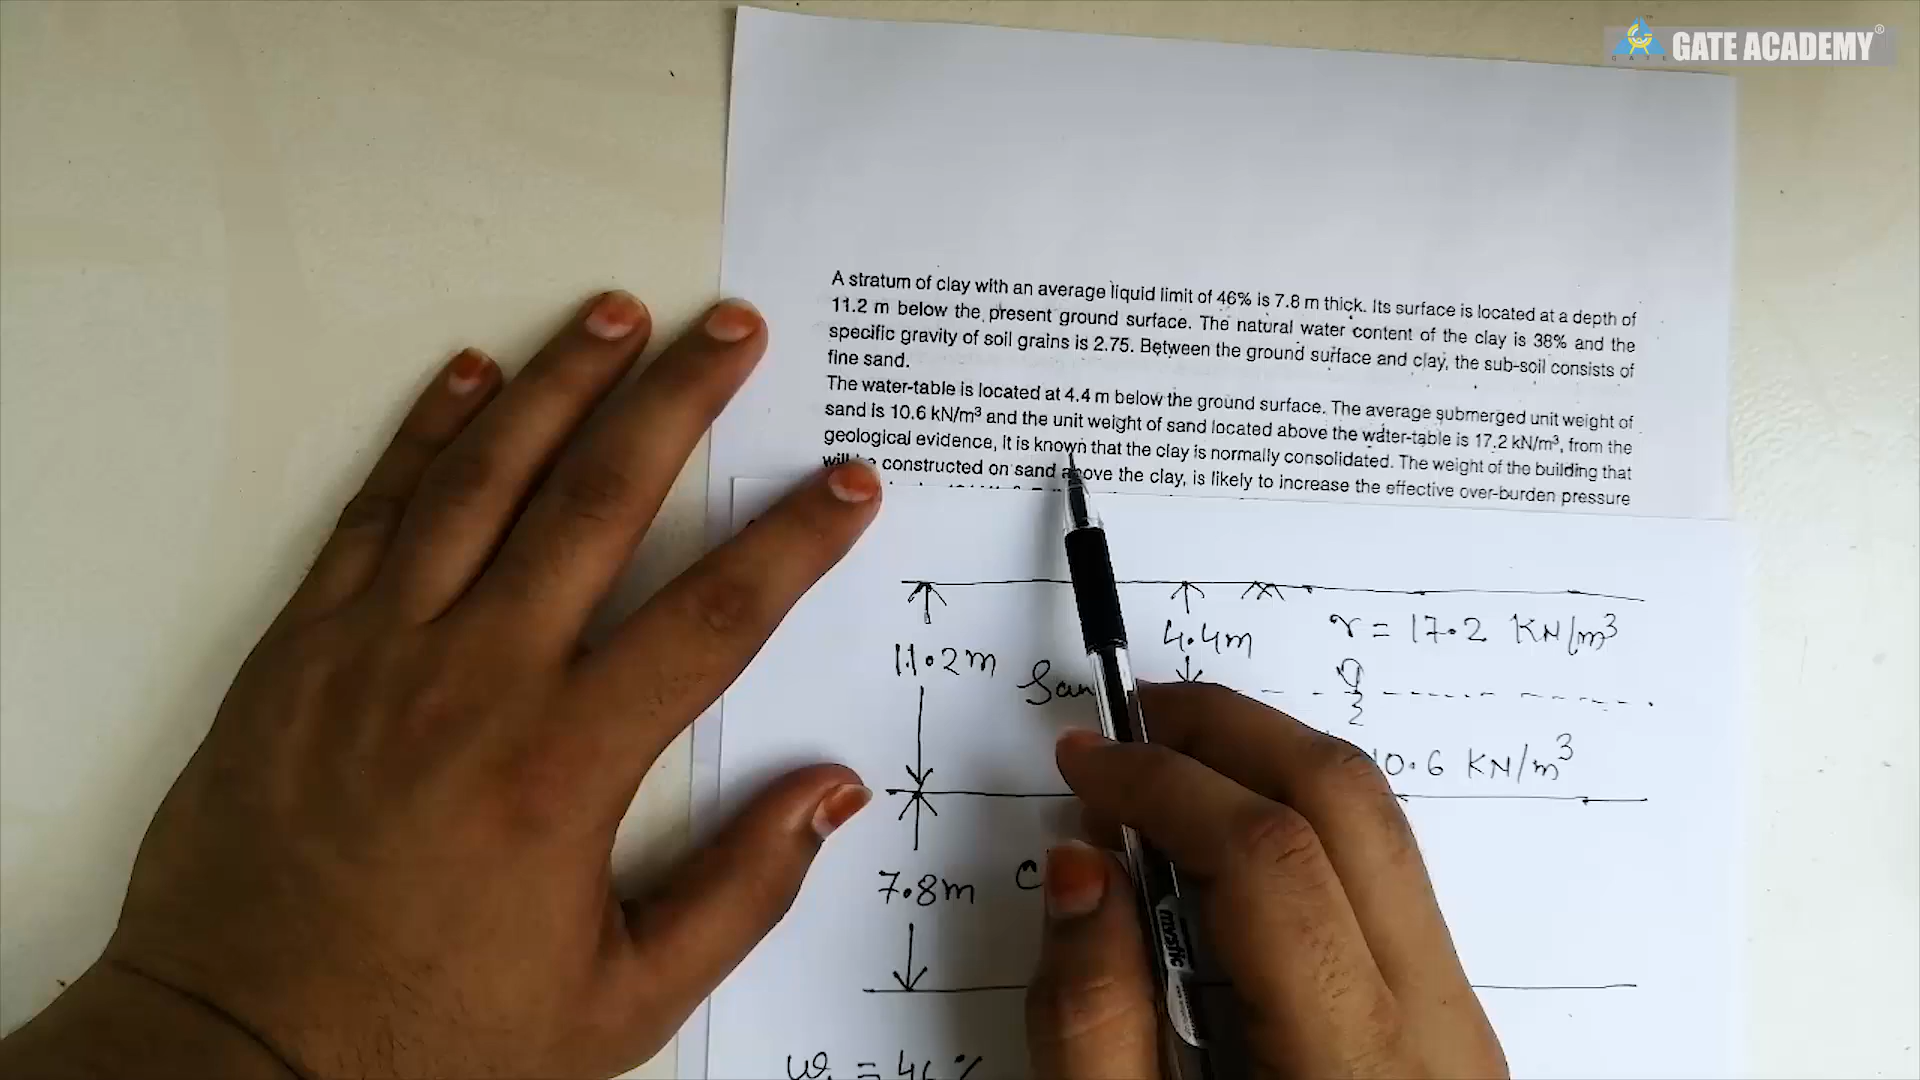 GATE ACADEMY®
A stratum of clay with an average liquid limit of 46% is 7.8 m thick. Its surface is located at a depth of
11.2 m below the present ground surface. The natural water content of the clay is 38% and the
specific gravity of soil grains is 2.75. Between the ground surface and clay, the sub-soil consists of
fine sand.
The water-table is located at 4.4 m below the ground surface. The average submerged unit weight of
sand is 10.6 kN/m³ and the unit weight of sand located above the water-table is 17.2 kN/m³, from the
geological evidence, it is known that the clay is normally consolidated. The weight of the building that
constructed on sand above the clay, is likely to increase the effective over-burden pressure
4.4m
γ = 17.2 KN/m³
11.2m
San
10.6 KN/m³
7.8m
C
= 46 %
mystic